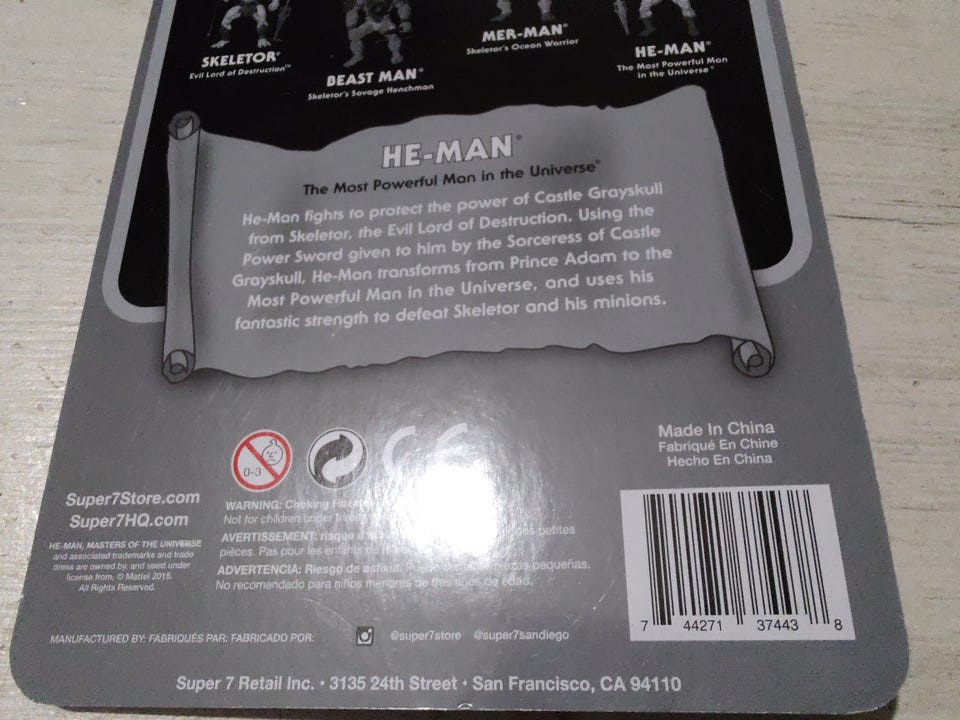 SKELETOR®
Evil Lord of Destruction™
BEAST MAN®
Skeletor's Savage Henchman
MER-MAN®
Skeletor's Ocean Warrior
HE-MAN®
The Most Powerful Man
in the Universe®
HE-MAN®
The Most Powerful Man in the Universe®
He-Man fights to protect the power of Castle Grayskull
from Skeletor, the Evil Lord of Destruction. Using the
Power Sword given to him by the Sorceress of Castle
Grayskull, He-Man transforms from Prince Adam to the
Most Powerful Man in the Universe, and uses his
fantastic strength to defeat Skeletor and his minions.
0-3
CE
Made In China
Fabriqué En Chine
Hecho En China
Super7Store.com
Super7HQ.com
HE-MAN, MASTERS OF THE UNIVERSE
and associated trademarks and trade
dress are owned by, and used under
license from, © Mattel 2015.
All Rights Reserved.
WARNING: Choking
Not for children under
AVERTISSEMENT: risque des petites
pièces. Pas pour les enfants
ADVERTENCIA: Riesgo de asfixia. Puede piezas pequeñas.
No recomendado para niños menores de tres años de edad.
7 44271 37443 8
MANUFACTURED BY: FABRIQUÉS PAR: FABRICADO POR:
@super7store @super7sandiego
Super 7 Retail Inc. • 3135 24th Street • San Francisco, CA 94110